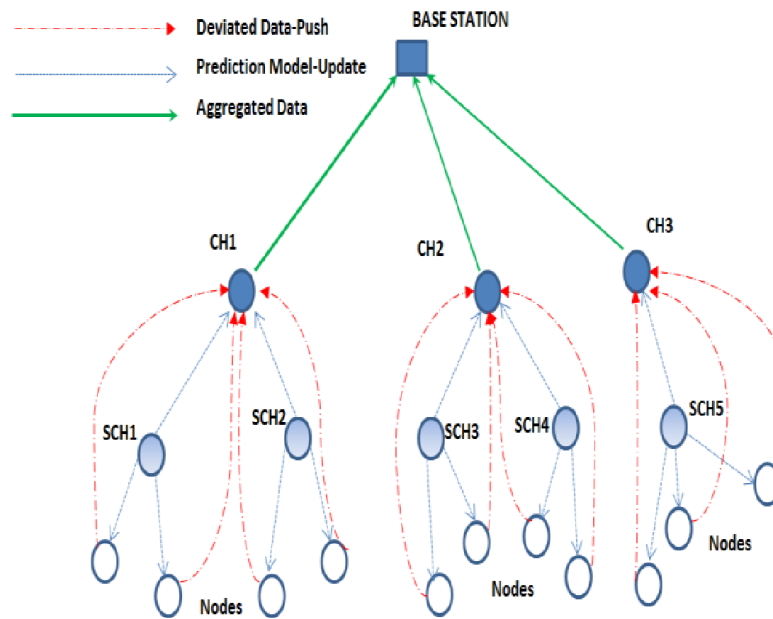 BASE STATION
Deviated Data-Push
Prediction Model-Update
Aggregated Data
CH1
CH2
CH3
SCH1
SCH2
SCH3
SCH4
SCH5
Nodes
Nodes
Nodes